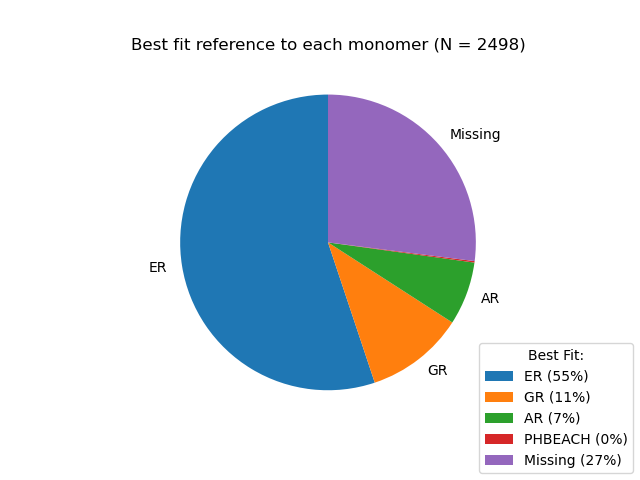 Best fit reference to each monomer (N = 2498)
Missing
ER
AR
GR
Best Fit:
ER (55%)
GR (11%)
AR (7%)
PHBEACH (0%)
Missing (27%)